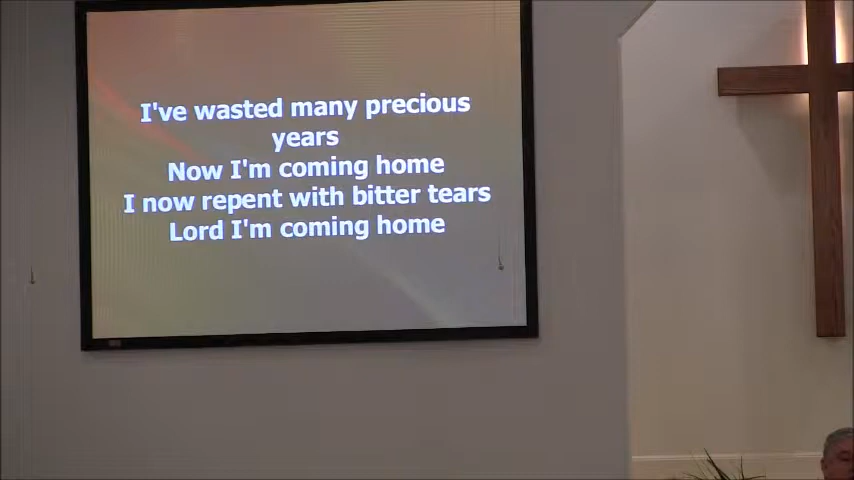 I've wasted many precious
years
Now I'm coming home
I now repent with bitter tears
Lord I'm coming home